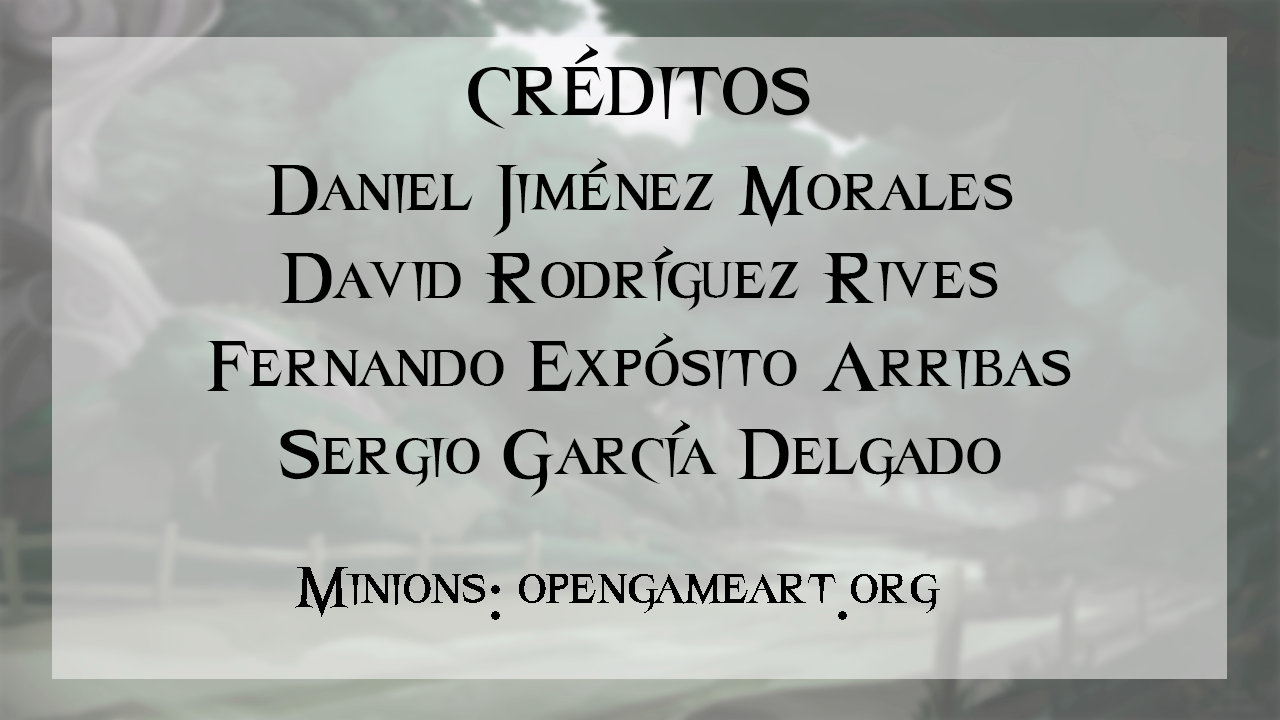 CRÉDITOS
Daniel Jiménez Morales
David Rodríguez Rives
Fernando Expósito Arribas
Sergio García Delgado
Minions: opengameart.org